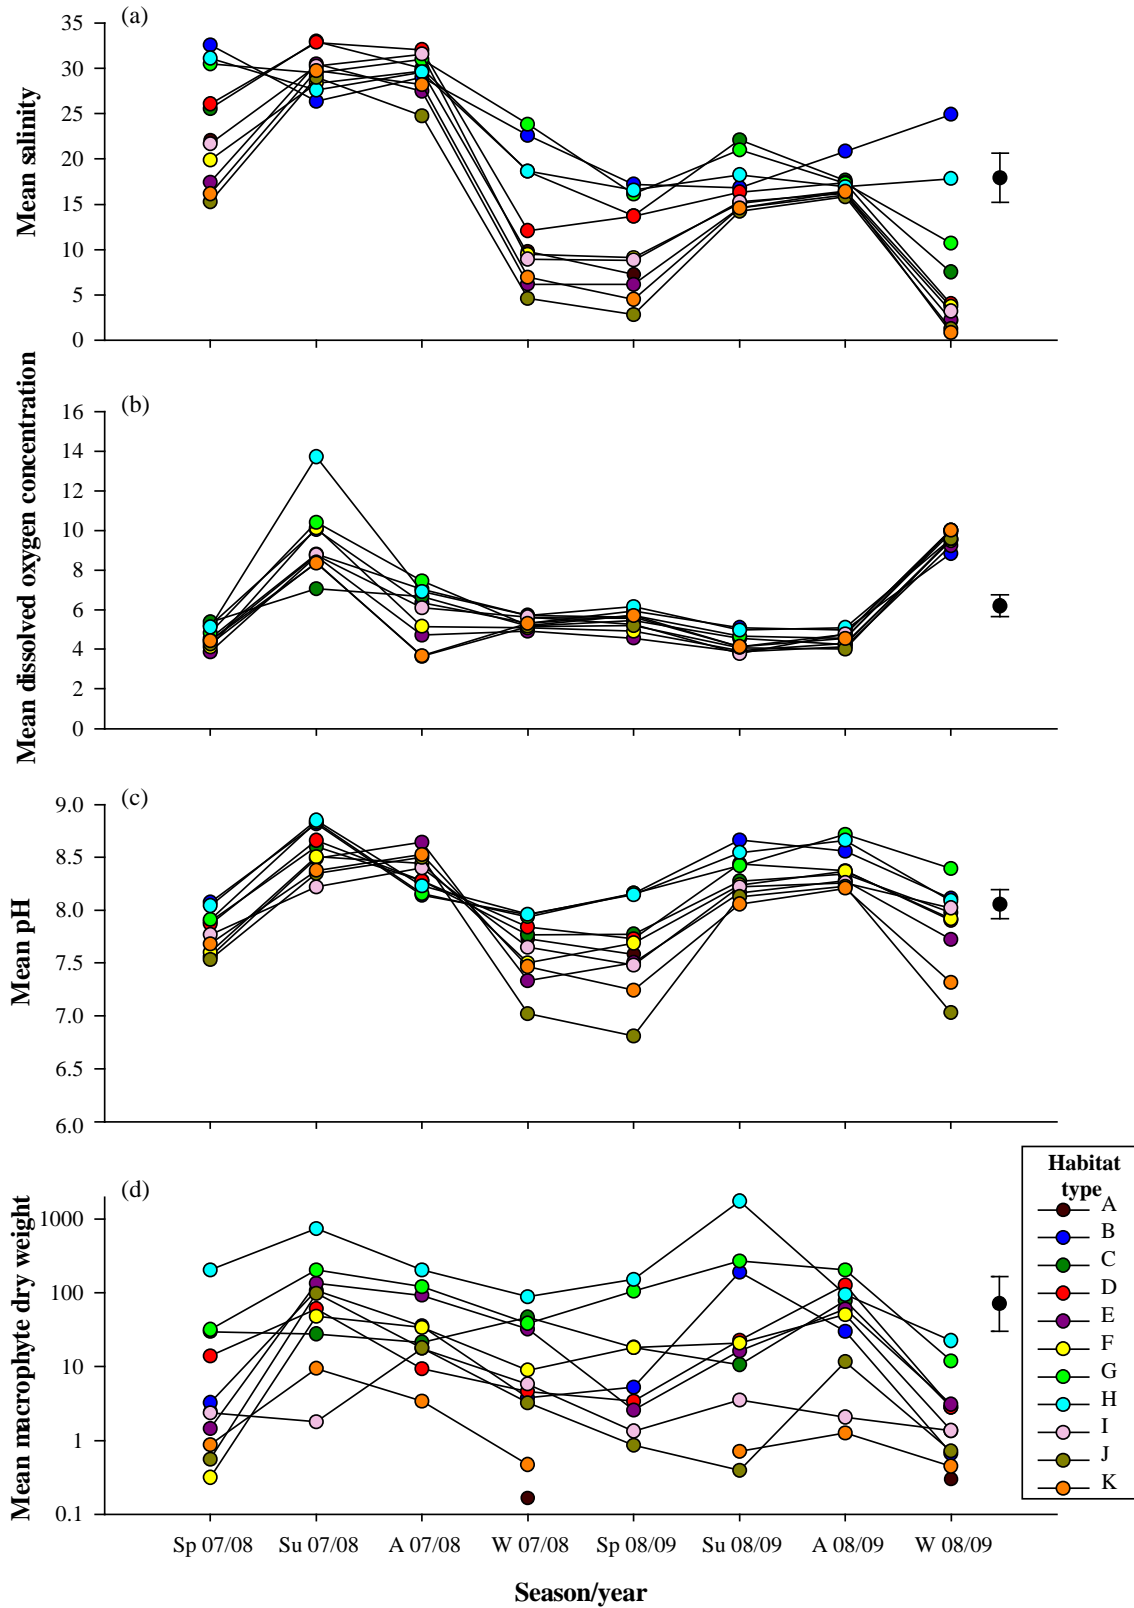 (a)
Mean salinity
35
30
25
20
15
10
5
0
(b)
Mean dissolved oxygen concentration
16
14
12
10
8
6
4
2
0
(c)
Mean pH
9.0
8.5
8.0
7.5
7.0
6.5
6.0
(d)
Mean macrophyte dry weight
1000
100
10
1
0.1
Habitat
type
A
B
C
D
E
F
G
H
I
J
K
Sp 07/08 Su 07/08 A 07/08 W 07/08 Sp 08/09 Su 08/09 A 08/09 W 08/09
Season/year